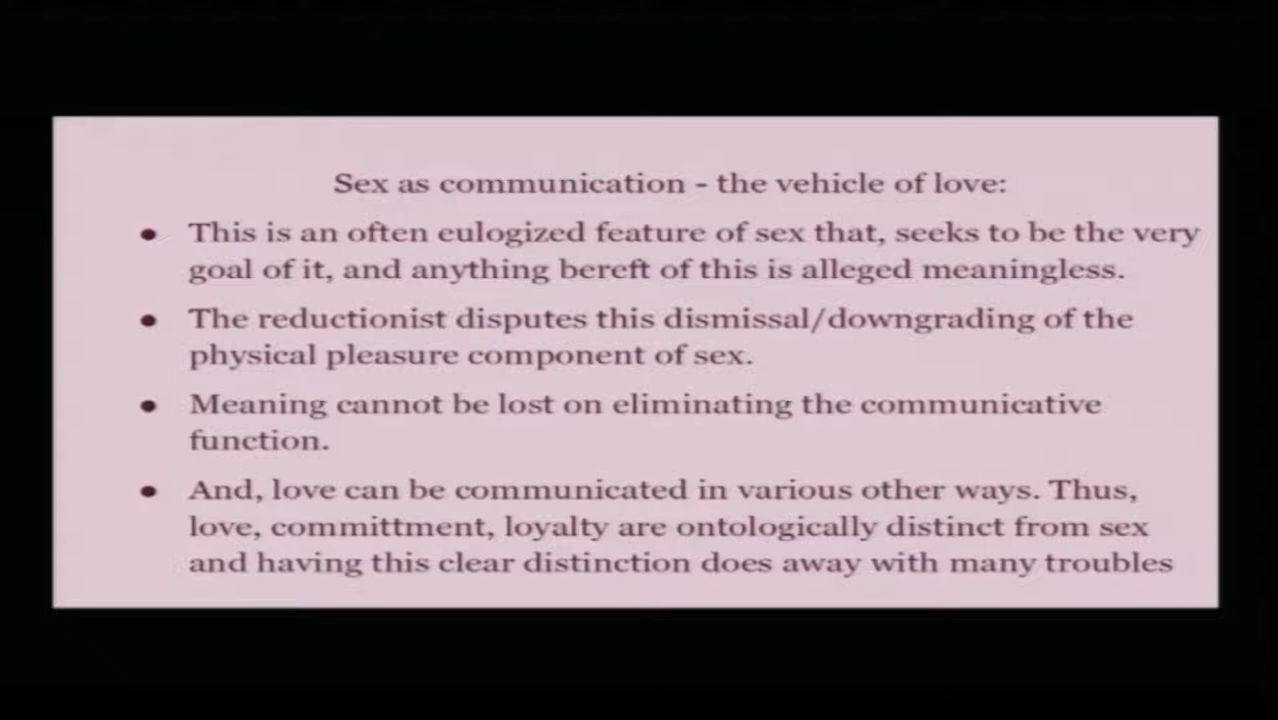 Sex as communication - the vehicle of love:
• This is an often eulogized feature of sex that, seeks to be the very
goal of it, and anything bereft of this is alleged meaningless.
• The reductionist disputes this dismissal/downgrading of the
physical pleasure component of sex.
• Meaning cannot be lost on eliminating the communicative
function.
• And, love can be communicated in various other ways. Thus,
love, committment, loyalty are ontologically distinct from sex
and having this clear distinction does away with many troubles